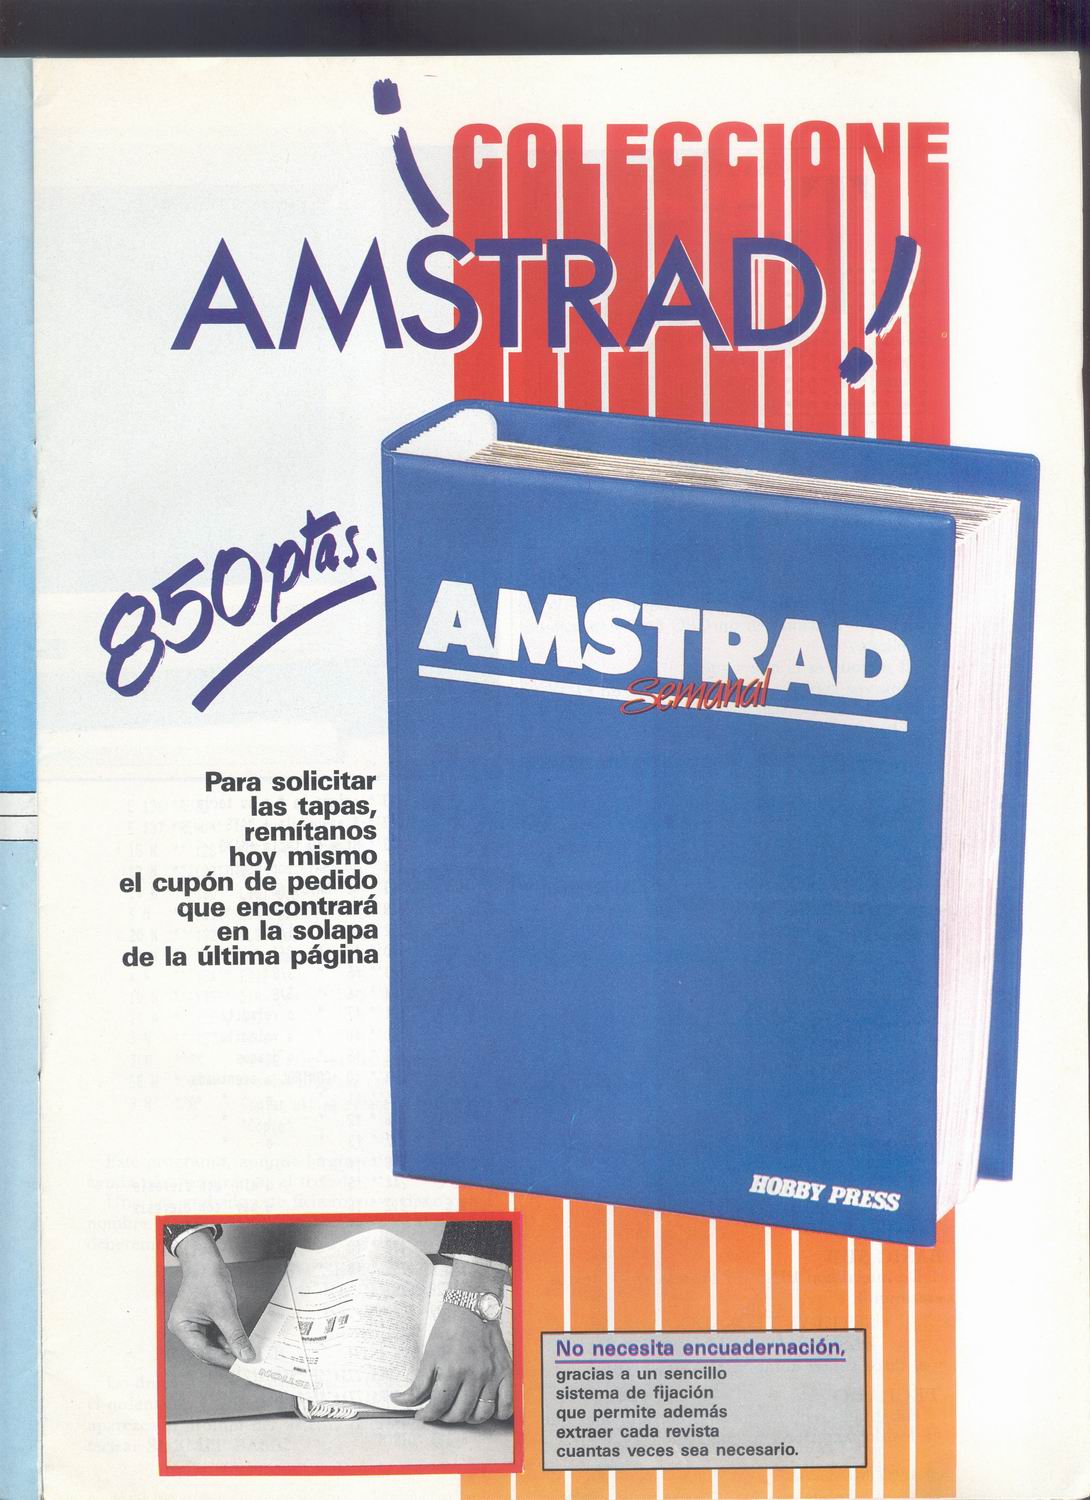 ¡COLECCIONE
AMSTRAD!
850 ptas.
AMSTRAD
Semanal
Para solicitar
las tapas,
remítanos
hoy mismo
el cupón de pedido
que encontrará
en la solapa
de la última página
HOBBY PRESS
GESTION
No necesita encuadernación,
gracias a un sencillo
sistema de fijación
que permite además
extraer cada revista
cuantas veces sea necesario.